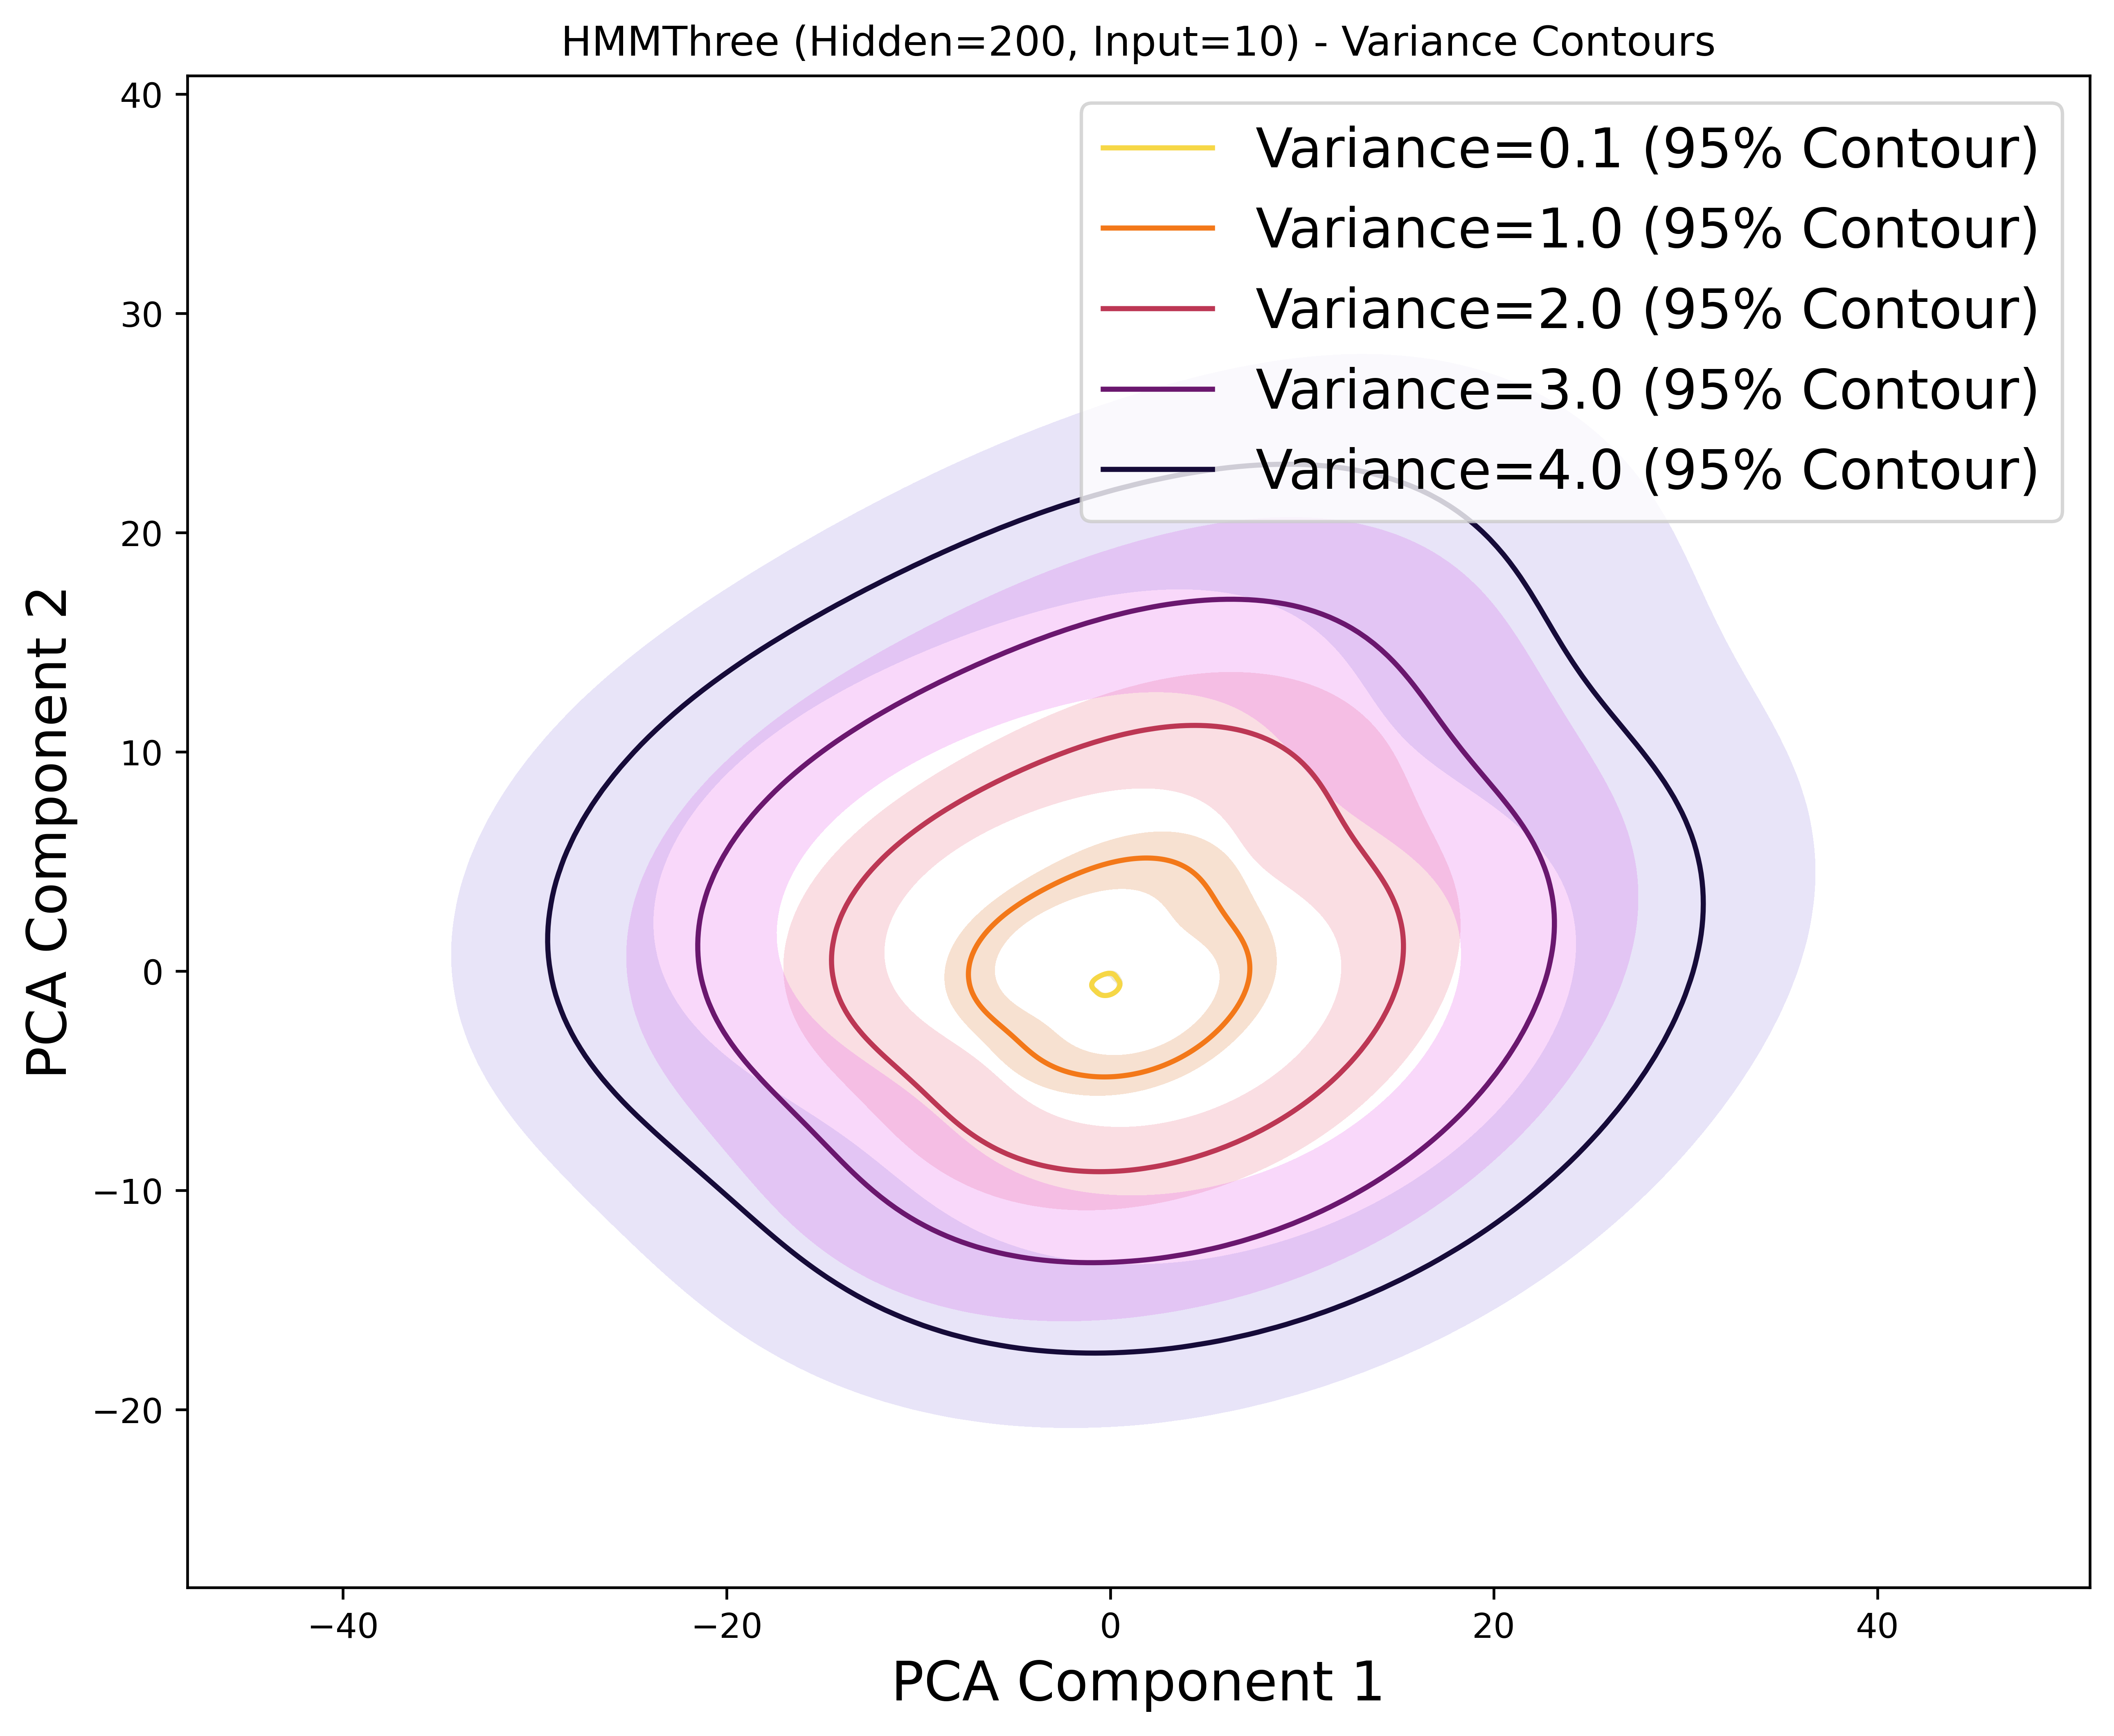 HMMThree (Hidden=200, Input=10) - Variance Contours
40
30
20
10
0
−10
−20
PCA Component 2
Variance=0.1 (95% Contour)
Variance=1.0 (95% Contour)
Variance=2.0 (95% Contour)
Variance=3.0 (95% Contour)
Variance=4.0 (95% Contour)
−40 −20 0 20 40
PCA Component 1